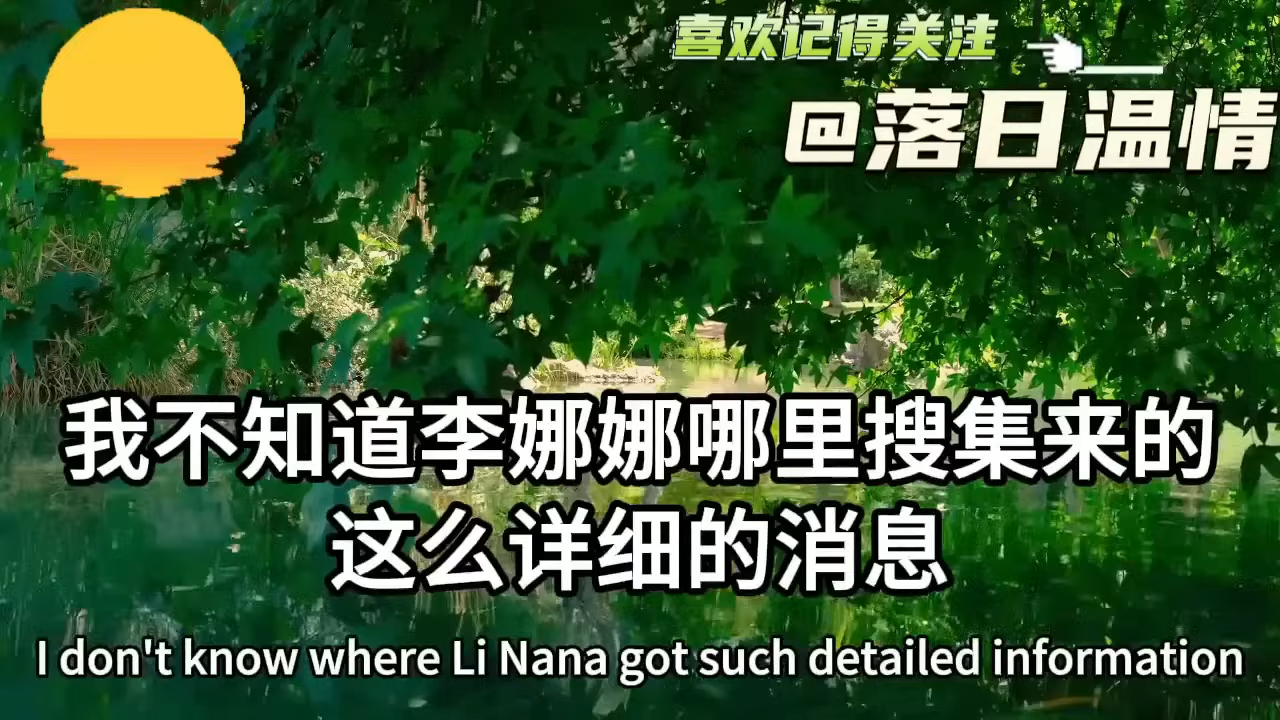 喜欢记得关注
@落日温情
我不知道李娜娜哪里搜集来的
这么详细的消息
I don't know where Li Nana got such detailed information